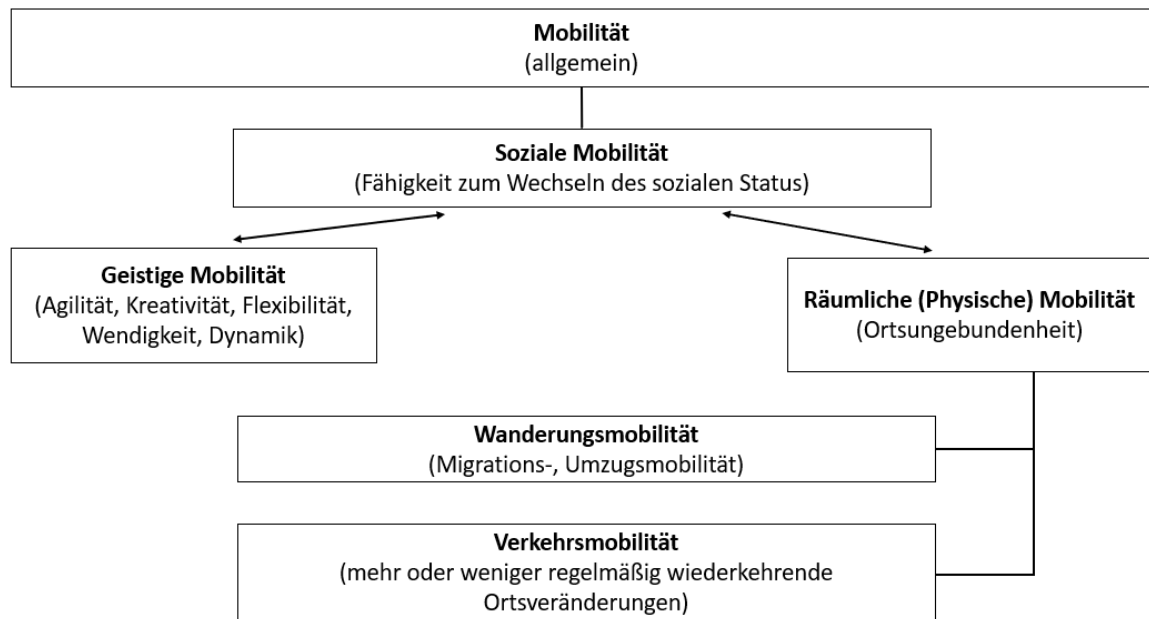 Mobilität
(allgemein)
Soziale Mobilität
(Fähigkeit zum Wechseln des sozialen Status)
Geistige Mobilität
(Agilität, Kreativität, Flexibilität,
Wendigkeit, Dynamik)
Räumliche (Physische) Mobilität
(Ortsungebundenheit)
Wanderungsmobilität
(Migrations-, Umzugsmobilität)
Verkehrsmobilität
(mehr oder weniger regelmäßig wiederkehrende
Ortsveränderungen)